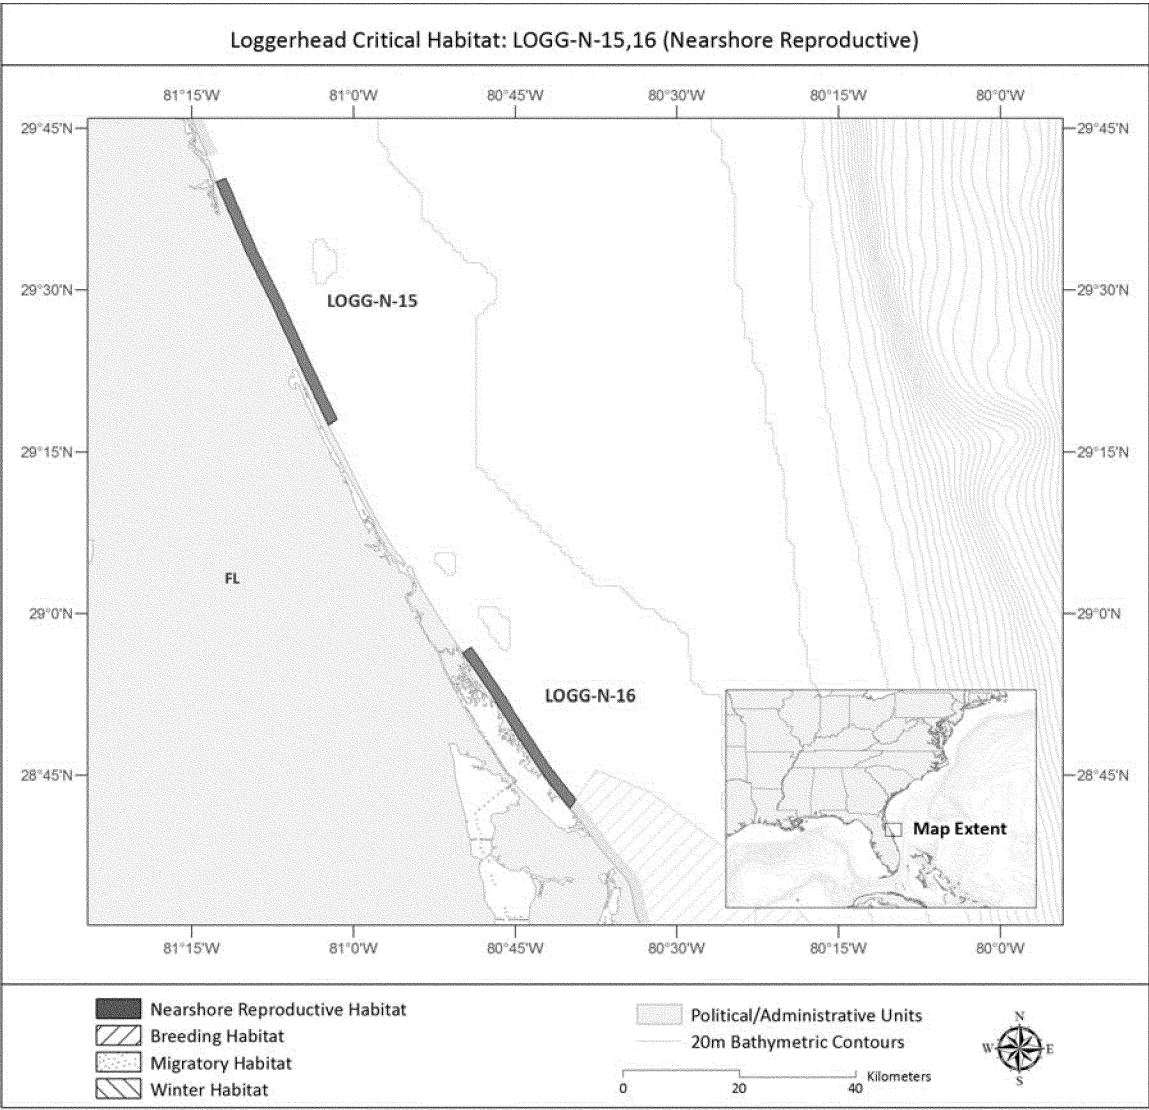 Loggerhead Critical Habitat: LOGG-N-15,16 (Nearshore Reproductive)
81°15'W 81°0'W 80°45'W 80°30'W 80°15'W 80°0'W
29°45'N 29°45'N
29°30'N 29°30'N
LOGG-N-15
29°15'N 29°15'N
FL
29°0'N 29°0'N
LOGG-N-16
28°45'N 28°45'N
Map Extent
81°15'W 81°0'W 80°45'W 80°30'W 80°15'W 80°0'W
Nearshore Reproductive Habitat
Breeding Habitat
Migratory Habitat
Winter Habitat
Political/Administrative Units
20m Bathymetric Contours
Kilometers
0 20 40
N
W E
S